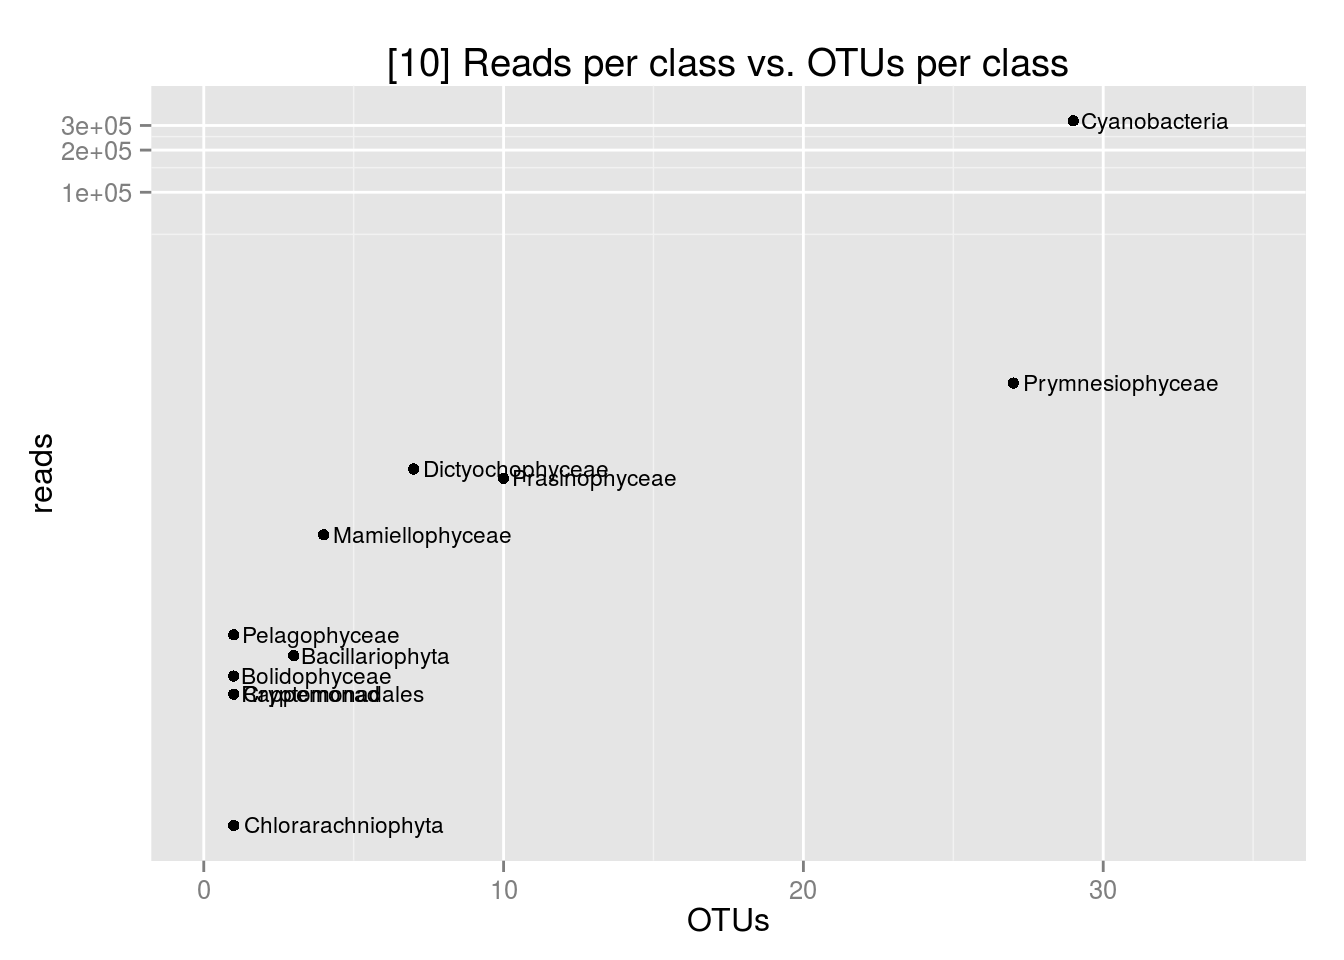 [10] Reads per class vs. OTUs per class
3e+05
2e+05
1e+05
reads
Cyanobacteria
Prymnesiophyceae
Dictyochophyceae
Prasinophyceae
Mamiellophyceae
Pelagophyceae
Bacillariophyta
Bolidophyceae
Chlorarachniophyta
0 10 20 30
OTUs